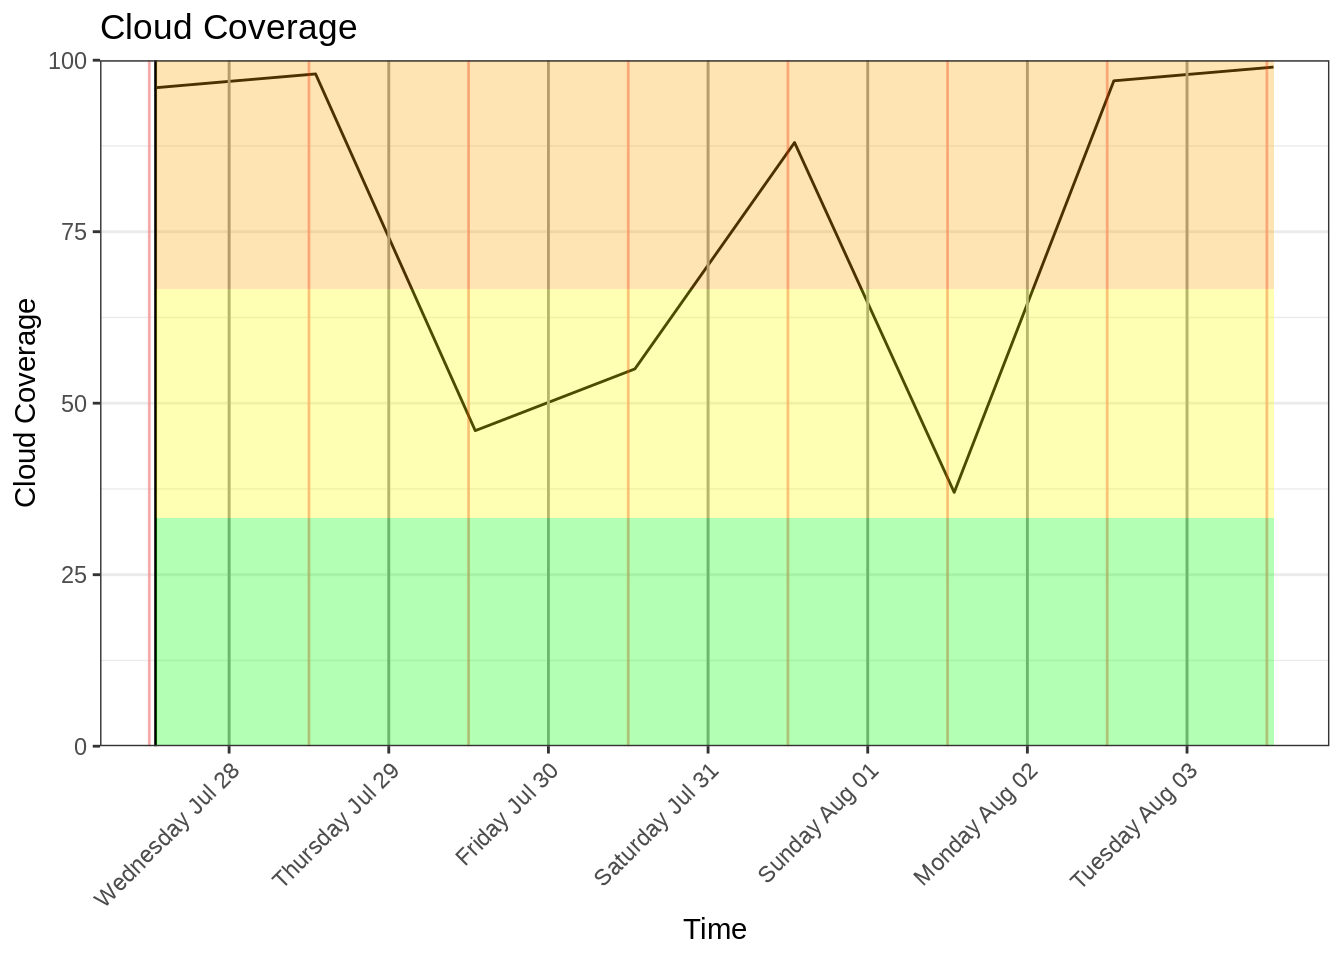 Cloud Coverage
Cloud Coverage
100
75
50
25
0
Wednesday Jul 28
Thursday Jul 29
Friday Jul 30
Saturday Jul 31
Sunday Aug 01
Monday Aug 02
Tuesday Aug 03
Time